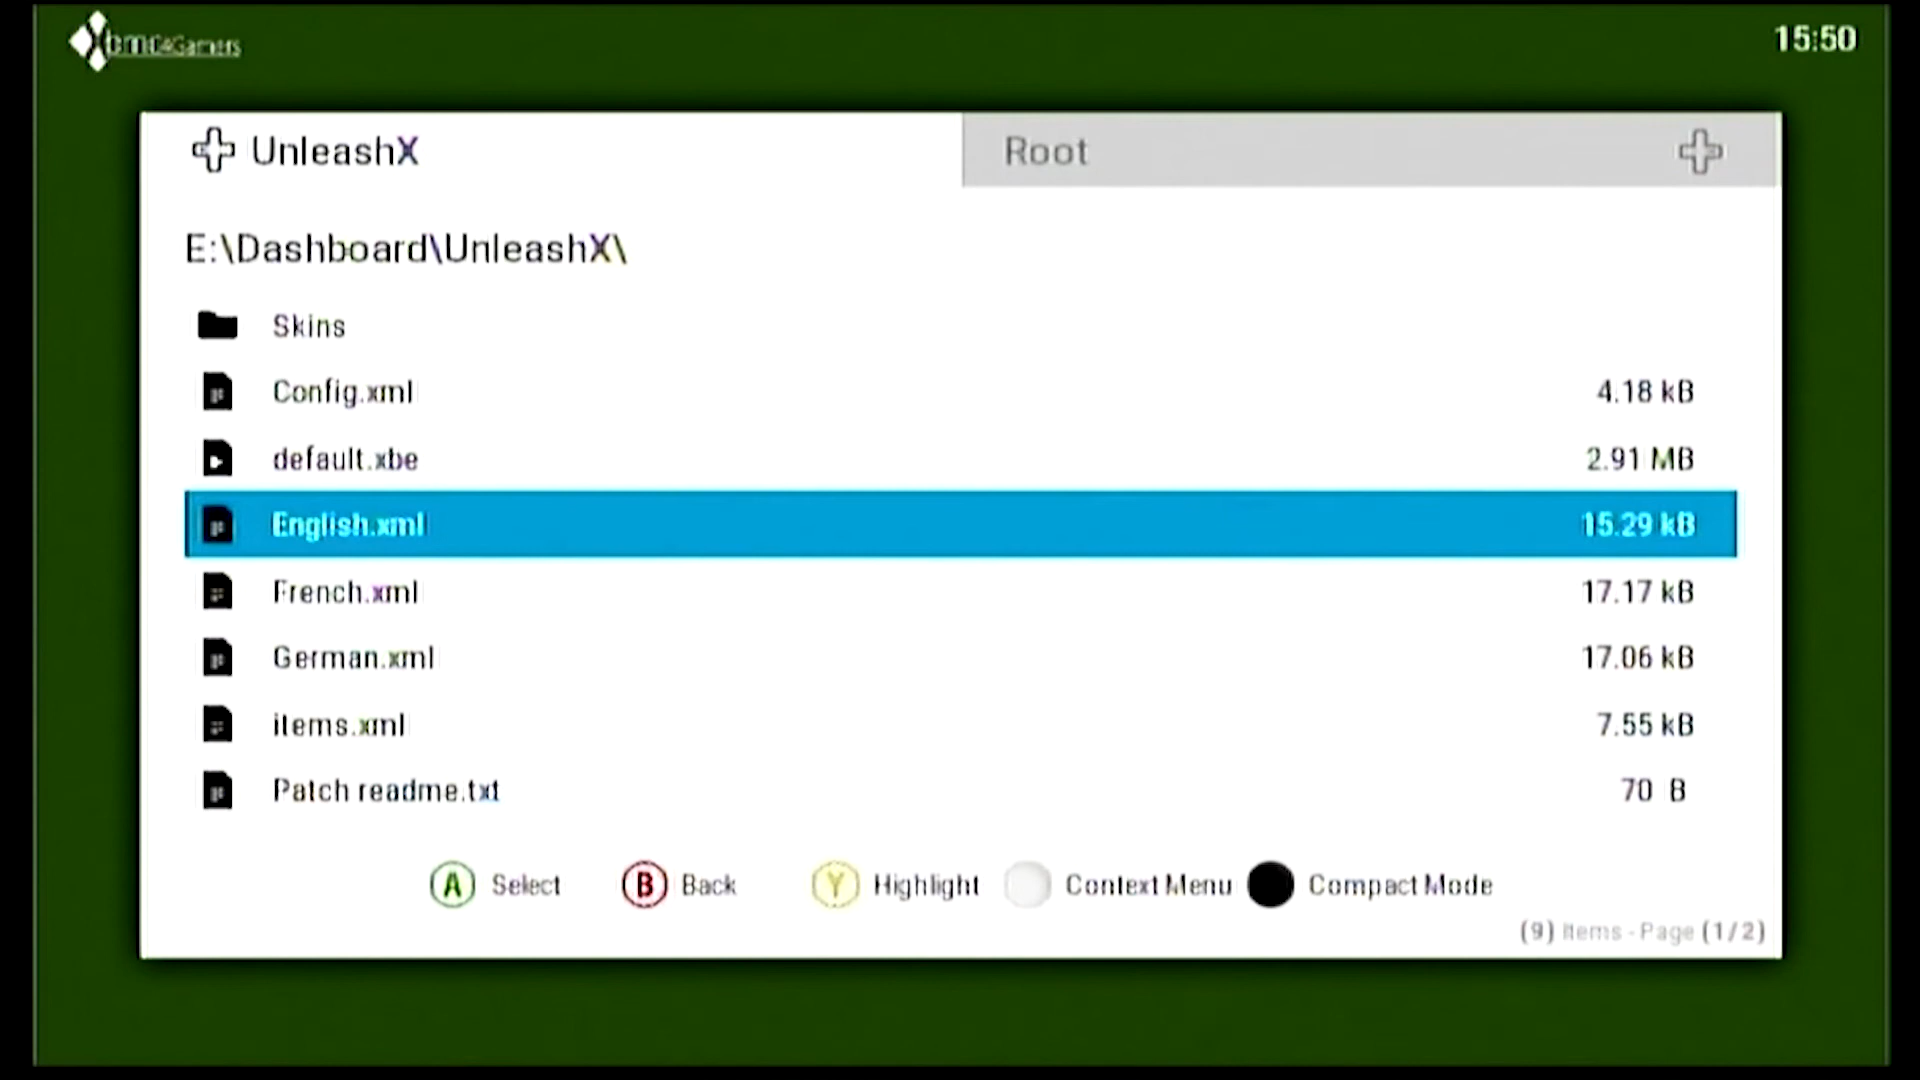 Xbmc4Gamers
15:50
UnleashX
Root
E:\Dashboard\UnleashX\
Skins
Config.xml 4.18 kB
default.xbe 2.91 MB
English.xml 15.29 kB
French.xml 17.17 kB
German.xml 17.06 kB
items.xml 7.55 kB
Patch readme.txt 70 B
A Select B Back Y Highlight Context Menu Compact Mode
(9) Items - Page (1/2)